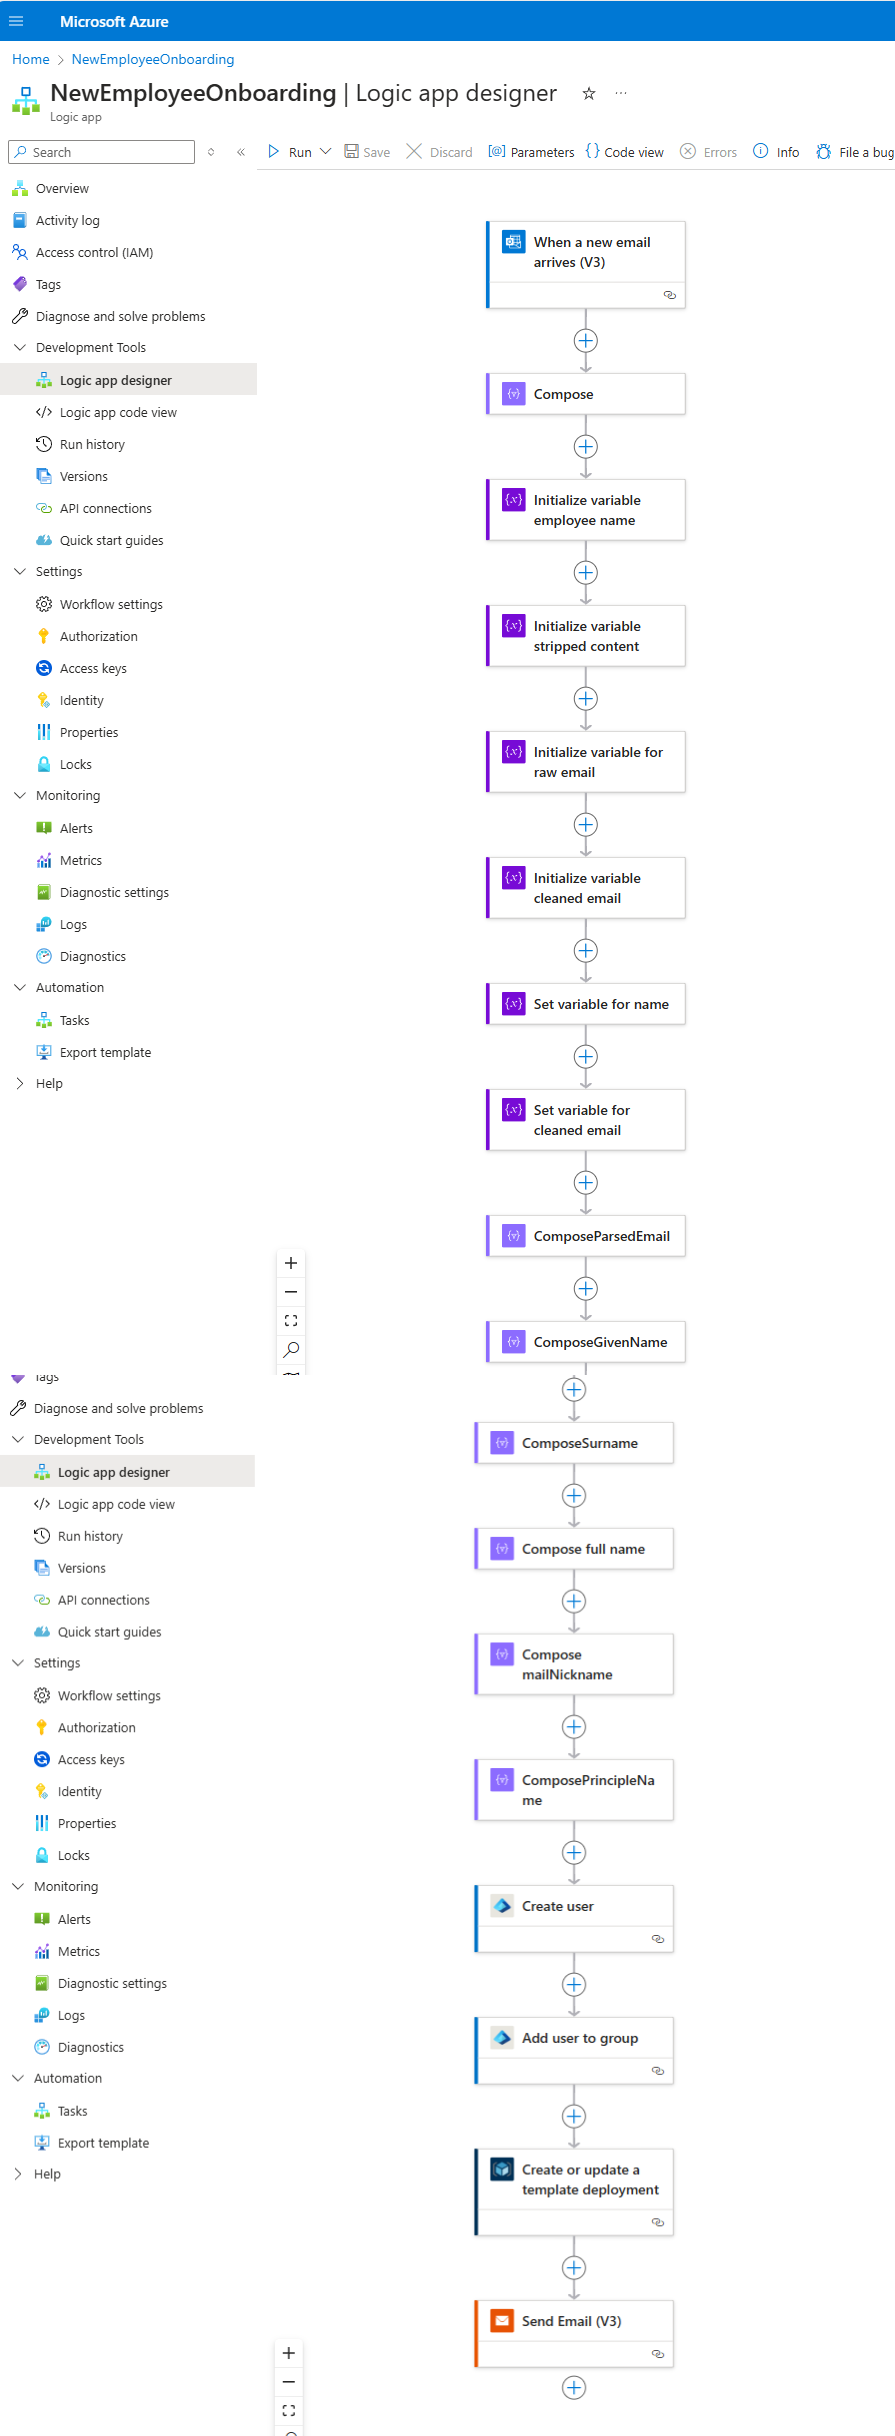 Microsoft Azure
Home > NewEmployeeOnboarding
NewEmployeeOnboarding | Logic app designer
Logic app
Search
Run Save Discard Parameters Code view Errors Info File a bug
Overview
Activity log
Access control (IAM)
Tags
Diagnose and solve problems
Development Tools
Logic app designer
Logic app code view
Run history
Versions
API connections
Quick start guides
Settings
Workflow settings
Authorization
Access keys
Identity
Properties
Locks
Monitoring
Alerts
Metrics
Diagnostic settings
Logs
Diagnostics
Automation
Tasks
Export template
Help
When a new email
arrives (V3)
Compose
Initialize variable
employee name
Initialize variable
stripped content
Initialize variable for
raw email
Initialize variable
cleaned email
Set variable for name
Set variable for
cleaned email
ComposeParsedEmail
ComposeGivenName
Tags
Diagnose and solve problems
Development Tools
Logic app designer
Logic app code view
Run history
Versions
API connections
Quick start guides
Settings
Workflow settings
Authorization
Access keys
Identity
Properties
Locks
Monitoring
Alerts
Metrics
Diagnostic settings
Logs
Diagnostics
Automation
Tasks
Export template
Help
ComposeSurname
Compose full name
Compose
mailNickname
ComposePrincipleNa
me
Create user
Add user to group
Create or update a
template deployment
Send Email (V3)